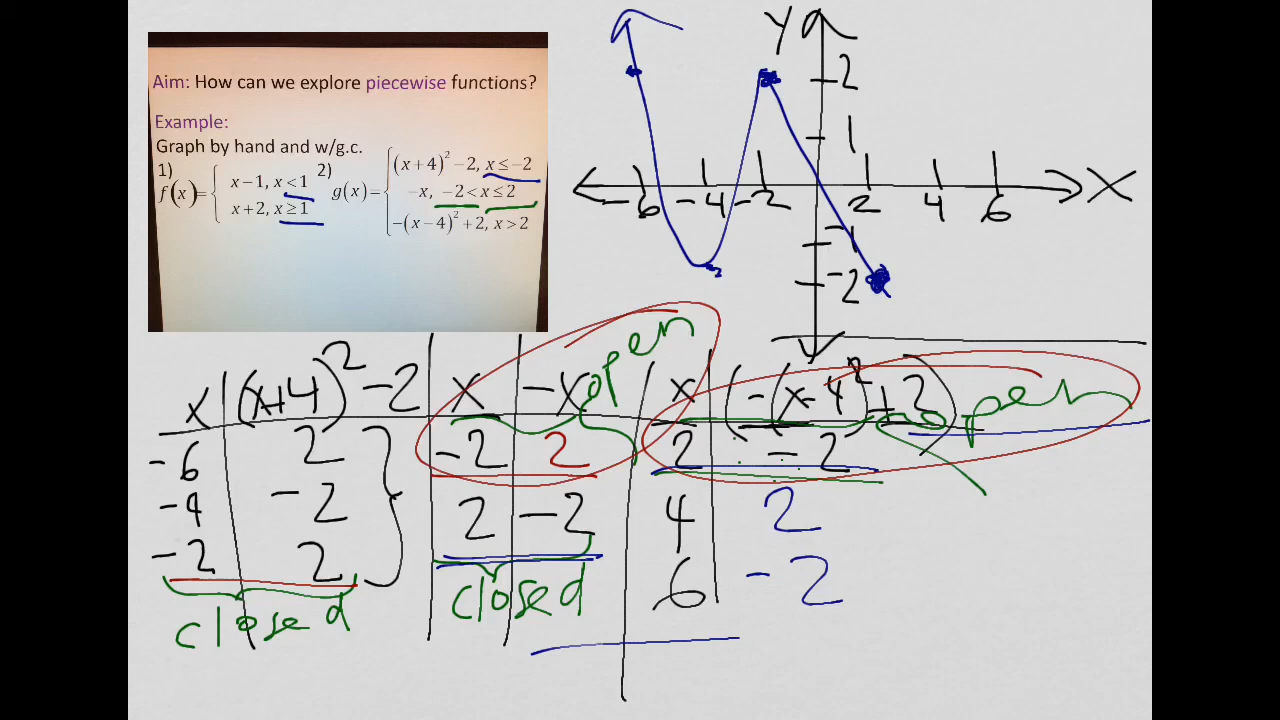 Aim: How can we explore piecewise functions?
Example:
Graph by hand and w/g.c.
1) f(x)= { x−1, x<1
x+2, x≥1
2) g(x)= { (x+4)²−2, x≤−2
−x, −2<x≤2
−(x−4)²+2, x>2
Y
2
1
-6 -4 -2 2 4 6 X
-1
-2
open
x (x+4)²-2 x -x x (-(x-4)²+2) open
-6 2 -2 2 2 -2
-4 -2 2 -2 4 2
-2 2 closed 6 -2
closed